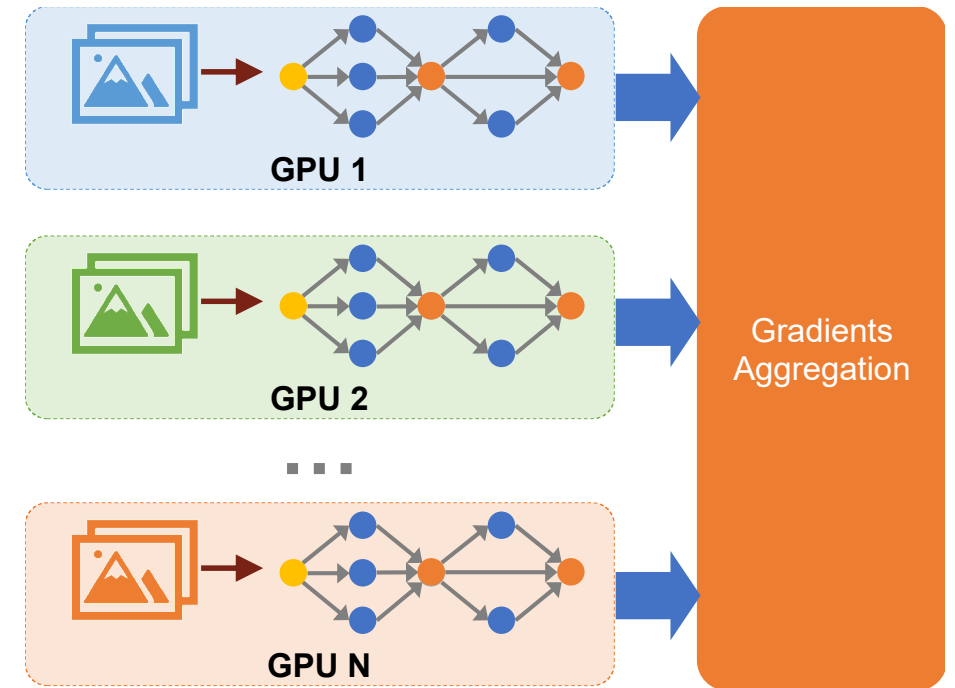 GPU 1
GPU 2
...
GPU N
Gradients
Aggregation